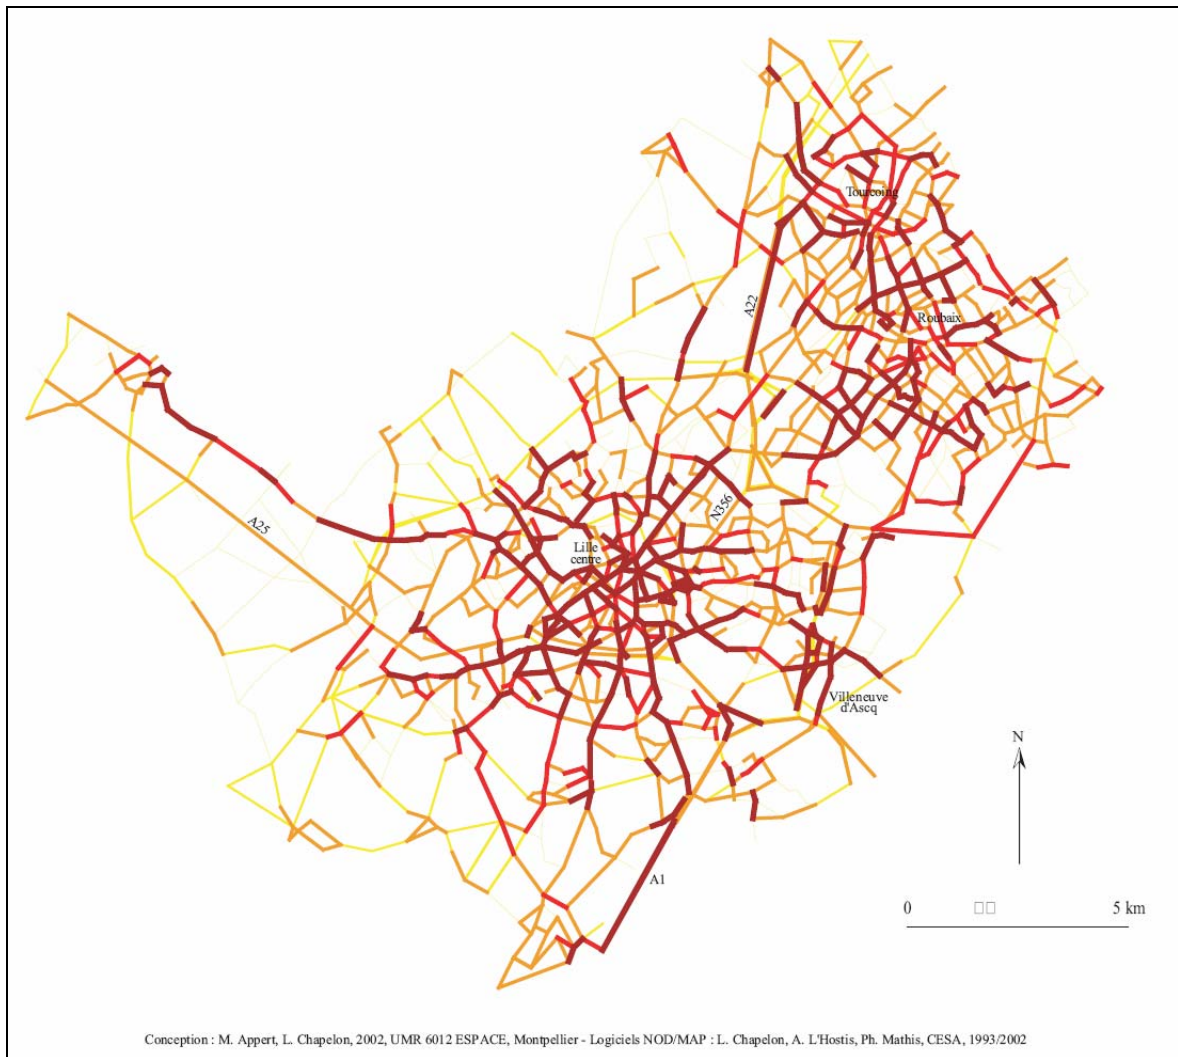 Tourcoing
A22
Roubaix
A25
N356
Lille
centre
Villeneuve
d'Ascq
N
A1
0
5 km
Conception : M. Appert, L. Chapelon, 2002, UMR 6012 ESPACE, Montpellier - Logiciels NOD/MAP : L. Chapelon, A. L'Hostis, Ph. Mathis, CESA, 1993/2002